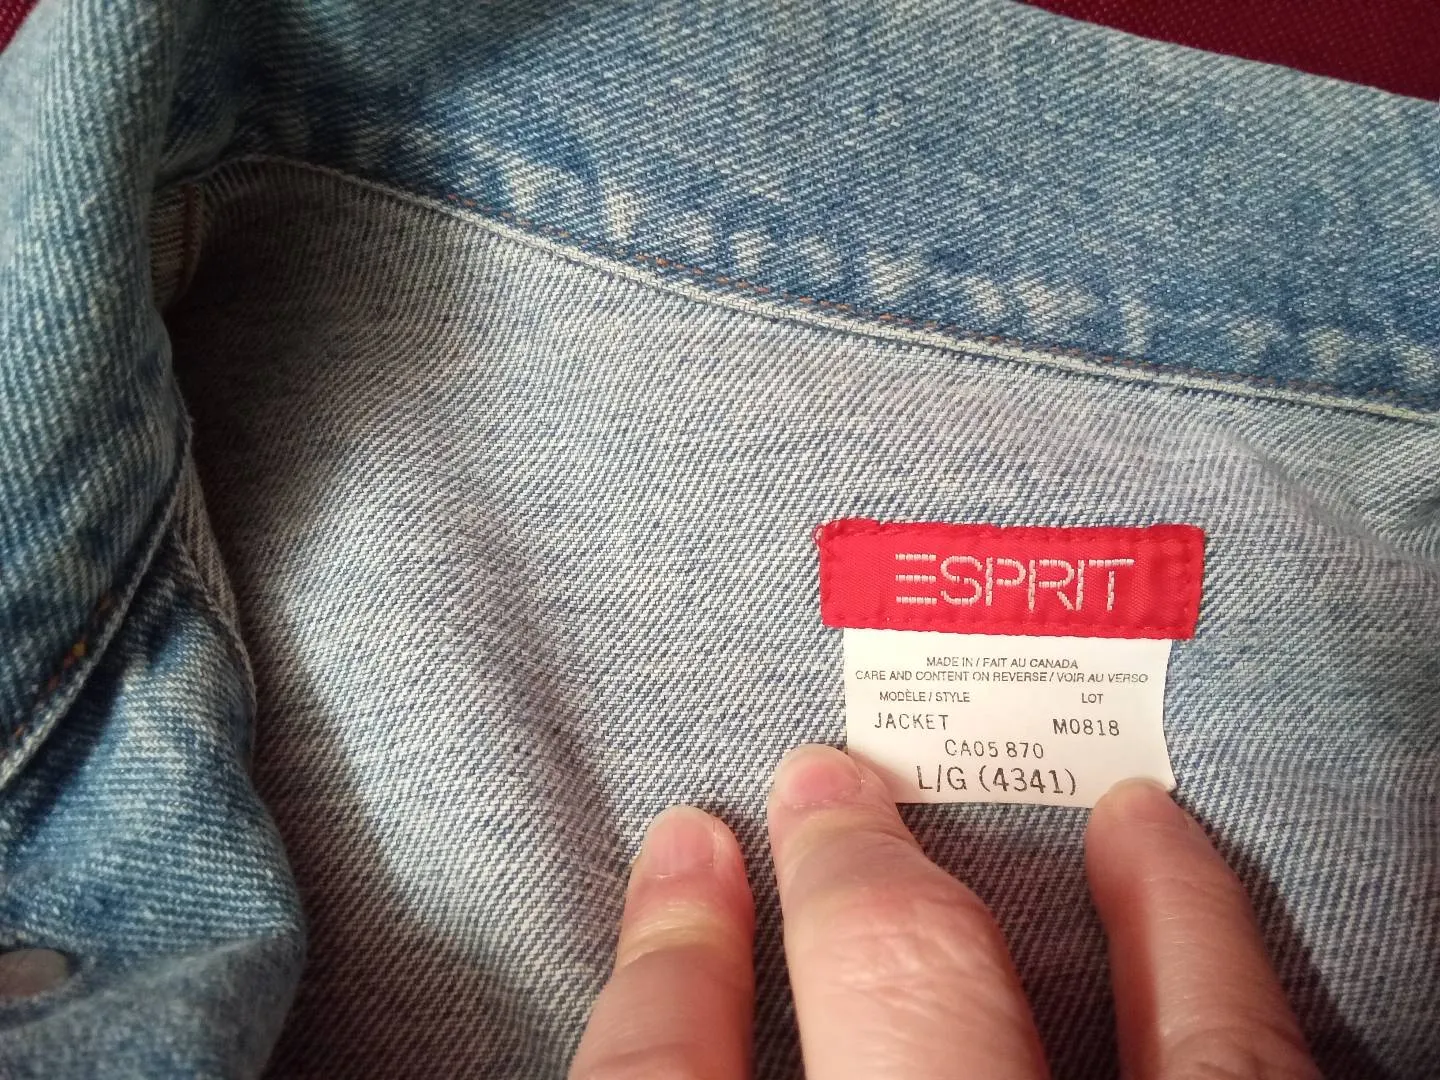 ESPRIT
MADE IN / FAIT AU CANADA
CARE AND CONTENT ON REVERSE / VOIR AU VERSO
MODÈLE / STYLE LOT
JACKET M0818
CA05 870
L/G (4341)